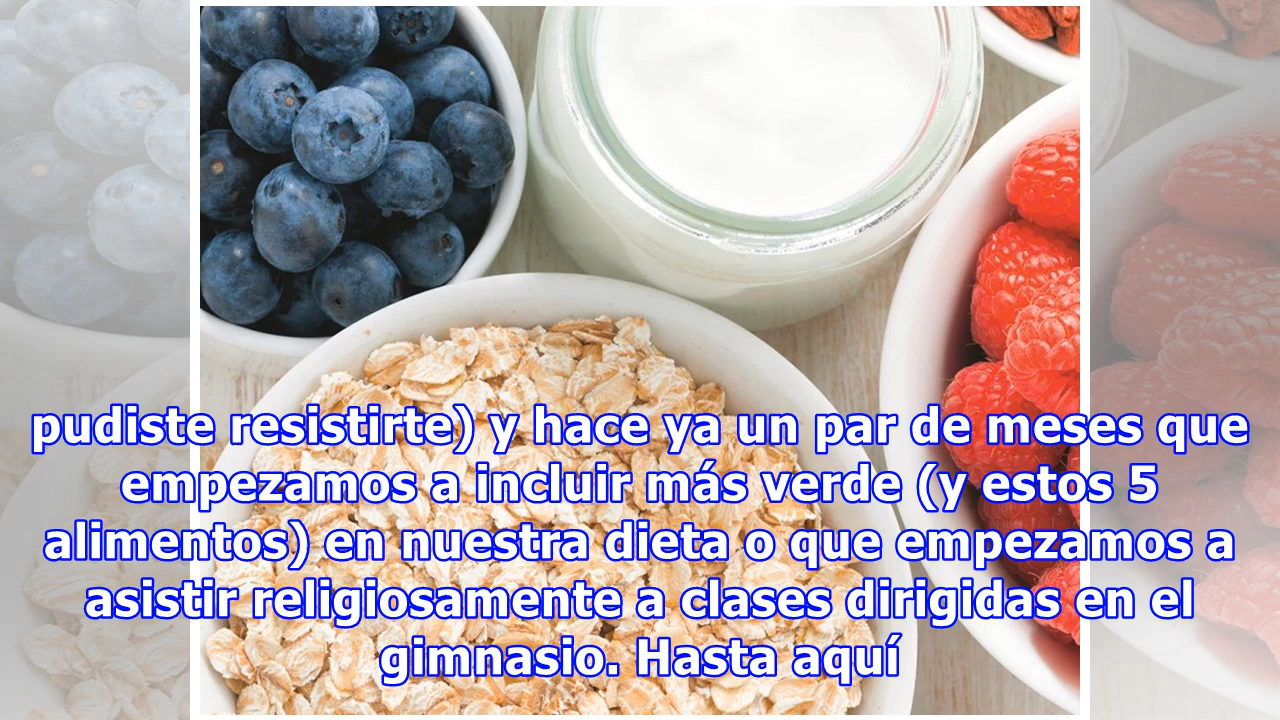 pudiste resistirte) y hace ya un par de meses que
empezamos a incluir más verde (y estos 5
alimentos) en nuestra dieta o que empezamos a
asistir religiosamente a clases dirigidas en el
gimnasio. Hasta aquí